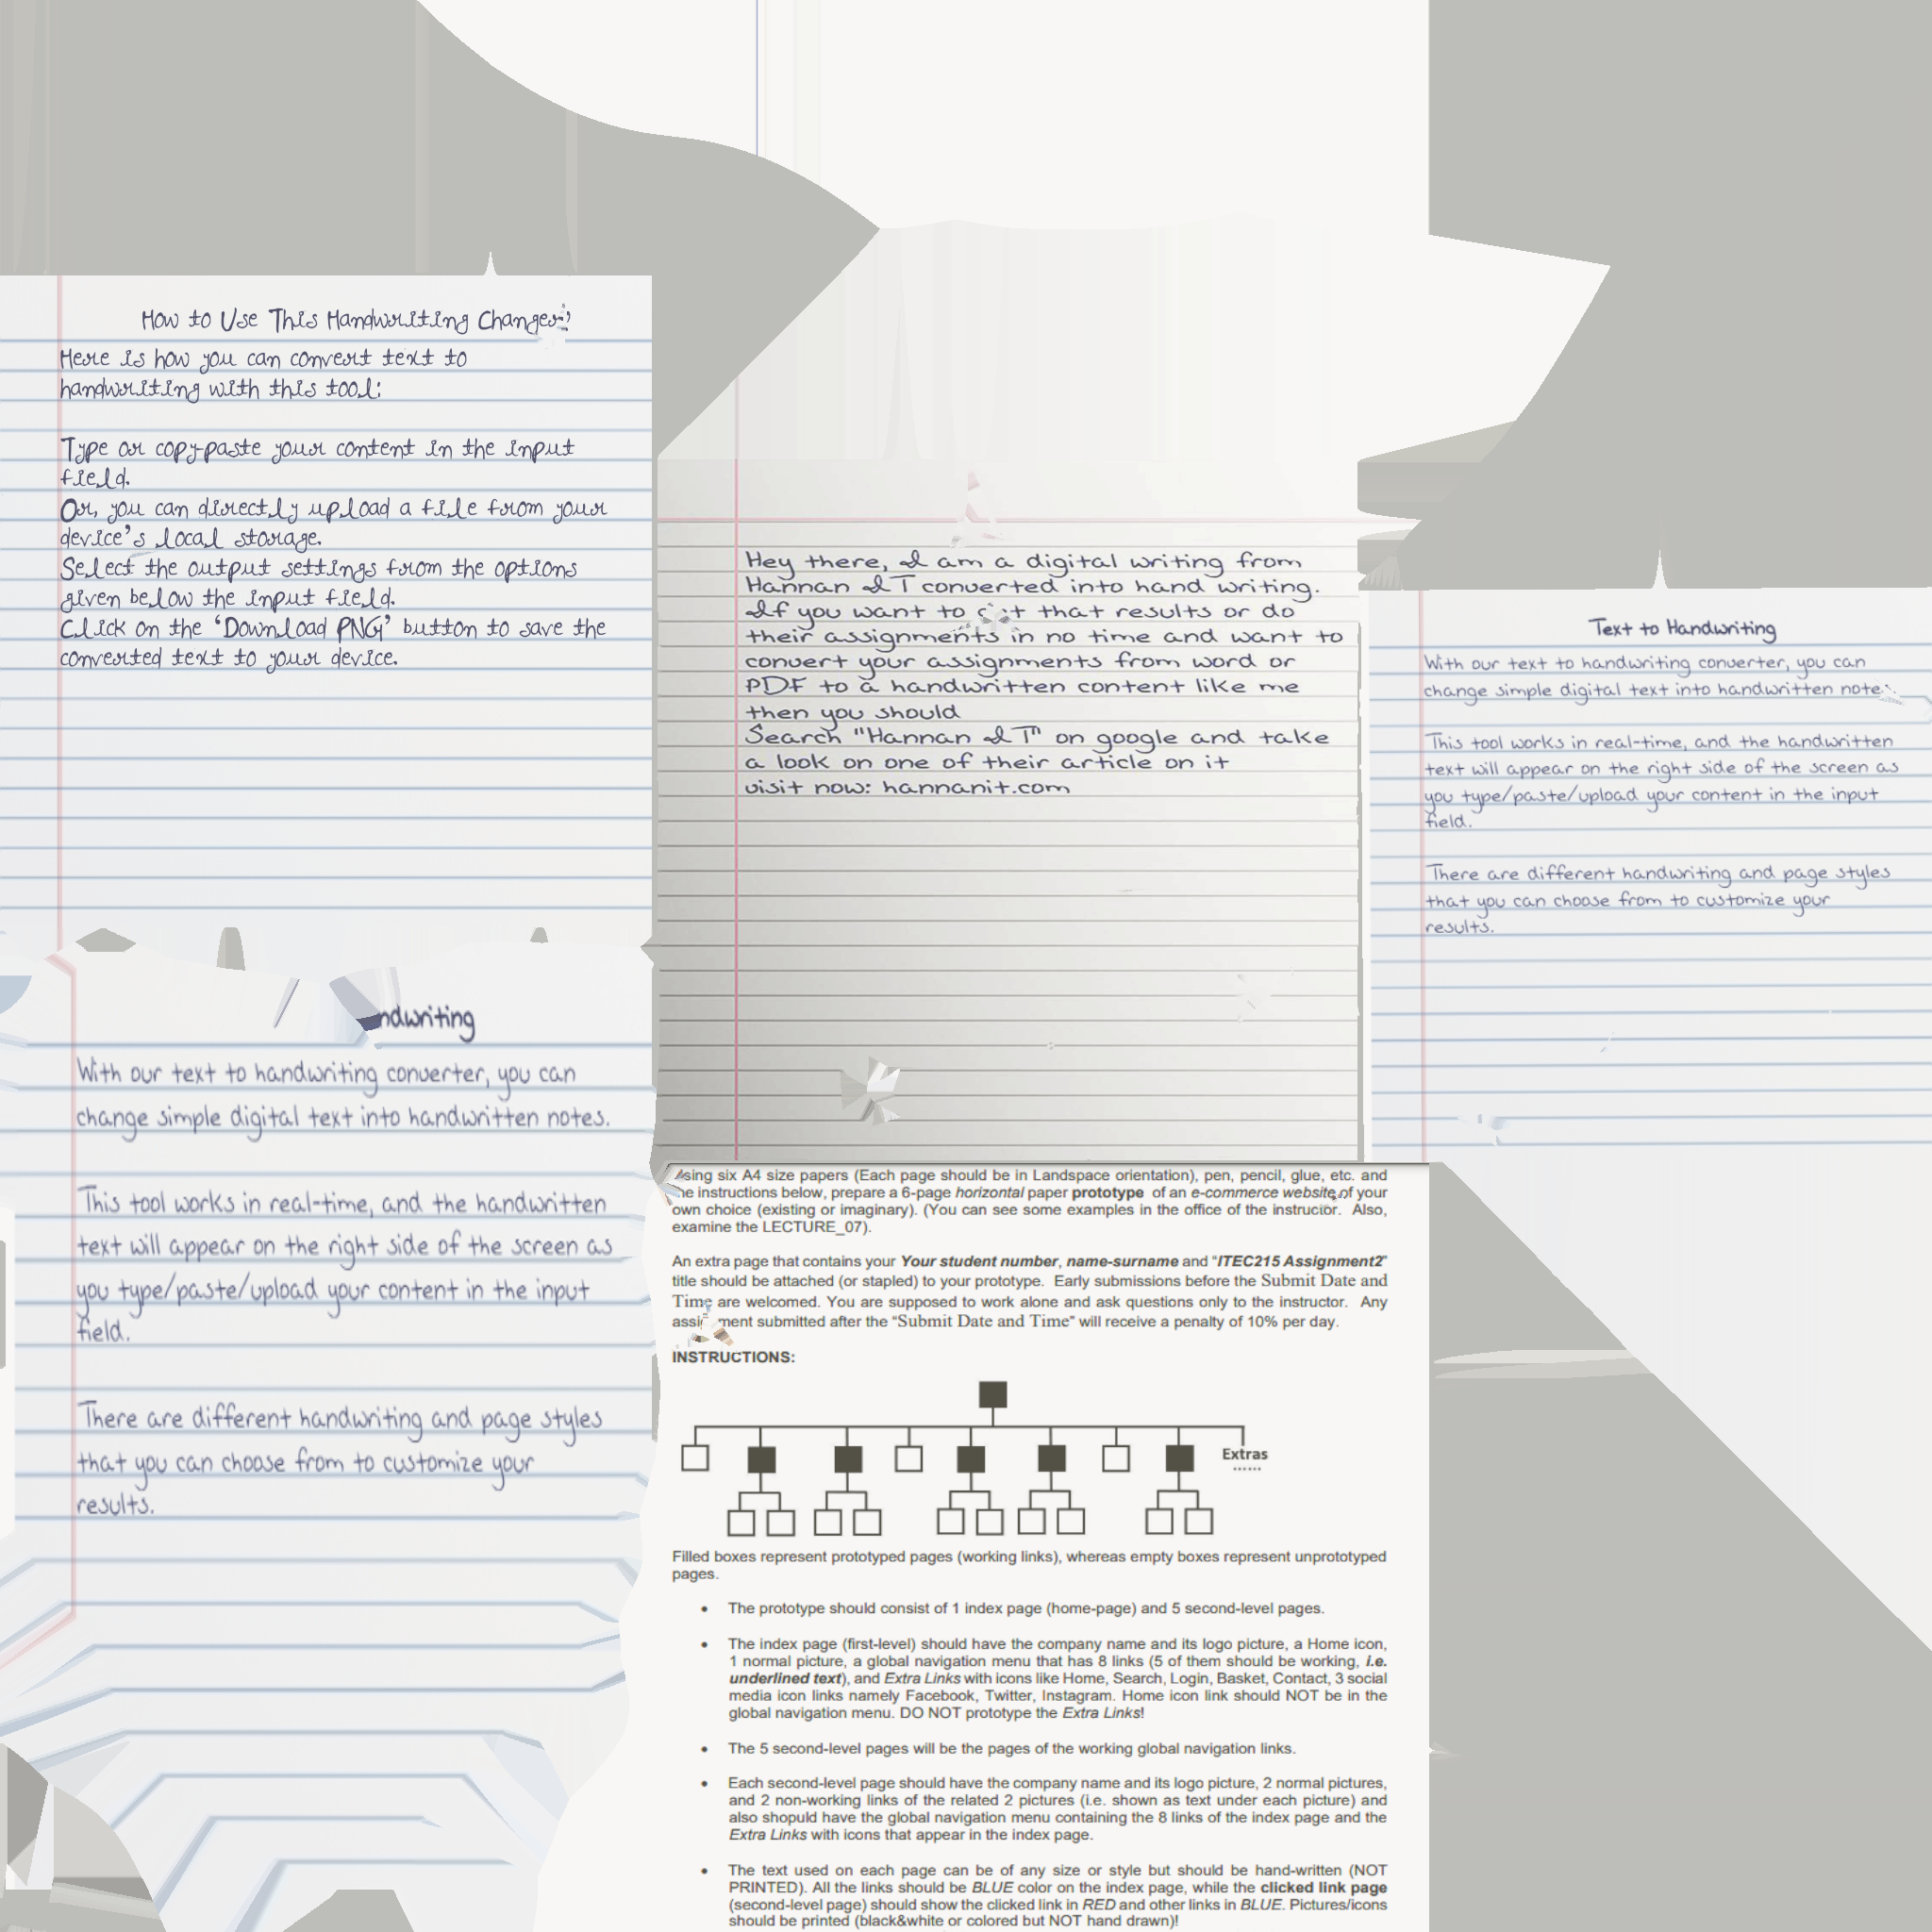 How to Use This Handwriting Changer?
Here is how you can convert text to
handwriting with this tool:
Type or copy-paste your content in the input
field.
Or, you can directly upload a file from your
device's local storage.
Select the output settings from the options
given below the input field.
Click on the 'Download PNG' button to save the
converted text to your device.
Hey there, I am a digital writing from
Hannan IT converted into hand writing.
If you want to that results or do
their assignments in no time and want to
convert your assignments from word or
PDF to a handwritten content like me
then you should
Search "Hannan IT" on google and take
a look on one of their article on it
visit now: hannanit.com
Text to Handwriting
With our text to handwriting converter, you can
change simple digital text into handwritten note
This tool works in real-time, and the handwritten
text will appear on the right side of the screen as
you type/paste/upload your content in the input
field.
There are different handwriting and page styles
that you can choose from to customize your
results.
ndwriting
With our text to handwriting converter, you can
change simple digital text into handwritten notes.
This tool works in real-time, and the handwritten
text will appear on the right side of the screen as
you type/paste/upload your content in the input
field.
There are different handwriting and page styles
that you can choose from to customize your
results.
sing six A4 size papers (Each page should be in Landspace orientation), pen, pencil, glue, etc. and
he instructions below, prepare a 6-page horizontal paper prototype of an e-commerce website of your
own choice (existing or imaginary). (You can see some examples in the office of the instructor. Also,
examine the LECTURE_07).
An extra page that contains your Your student number, name-surname and "ITEC215 Assignment2"
title should be attached (or stapled) to your prototype. Early submissions before the Submit Date and
Time are welcomed. You are supposed to work alone and ask questions only to the instructor. Any
assignment submitted after the "Submit Date and Time" will receive a penalty of 10% per day.
INSTRUCTIONS:
Extras
......
Filled boxes represent prototyped pages (working links), whereas empty boxes represent unprototyped
pages.
• The prototype should consist of 1 index page (home-page) and 5 second-level pages.
• The index page (first-level) should have the company name and its logo picture, a Home icon,
1 normal picture, a global navigation menu that has 8 links (5 of them should be working, i.e.
underlined text), and Extra Links with icons like Home, Search, Login, Basket, Contact, 3 social
media icon links namely Facebook, Twitter, Instagram. Home icon link should NOT be in the
global navigation menu. DO NOT prototype the Extra Links!
• The 5 second-level pages will be the pages of the working global navigation links.
• Each second-level page should have the company name and its logo picture, 2 normal pictures,
and 2 non-working links of the related 2 pictures (i.e. shown as text under each picture) and
also shopuld have the global navigation menu containing the 8 links of the index page and the
Extra Links with icons that appear in the index page.
• The text used on each page can be of any size or style but should be hand-written (NOT
PRINTED). All the links should be BLUE color on the index page, while the clicked link page
(second-level page) should show the clicked link in RED and other links in BLUE. Pictures/icons
should be printed (black&white or colored but NOT hand drawn)!